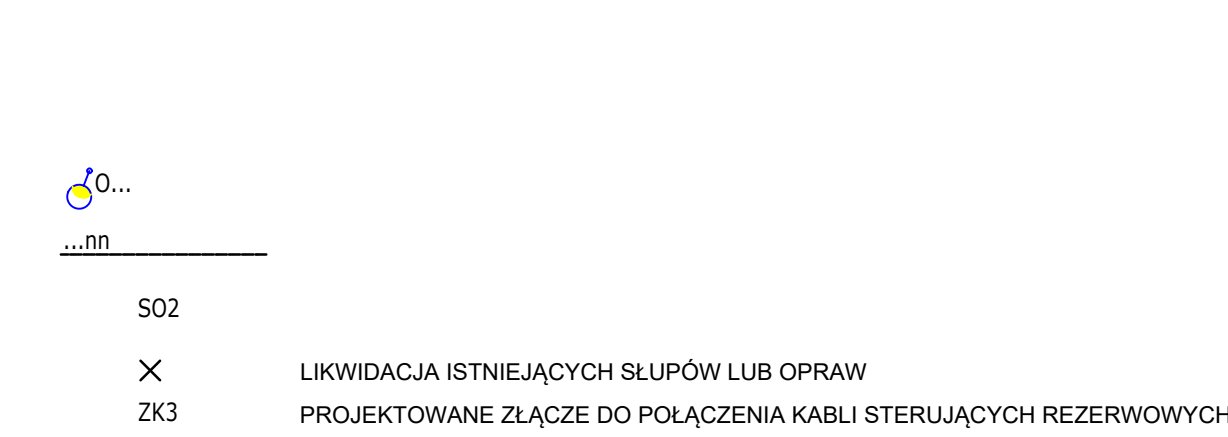 O...
...nn
SO2
LIKWIDACJA ISTNIEJĄCYCH SŁUPÓW LUB OPRAW
ZK3 PROJEKTOWANE ZŁĄCZE DO POŁĄCZENIA KABLI STERUJĄCYCH REZERWOWYCH